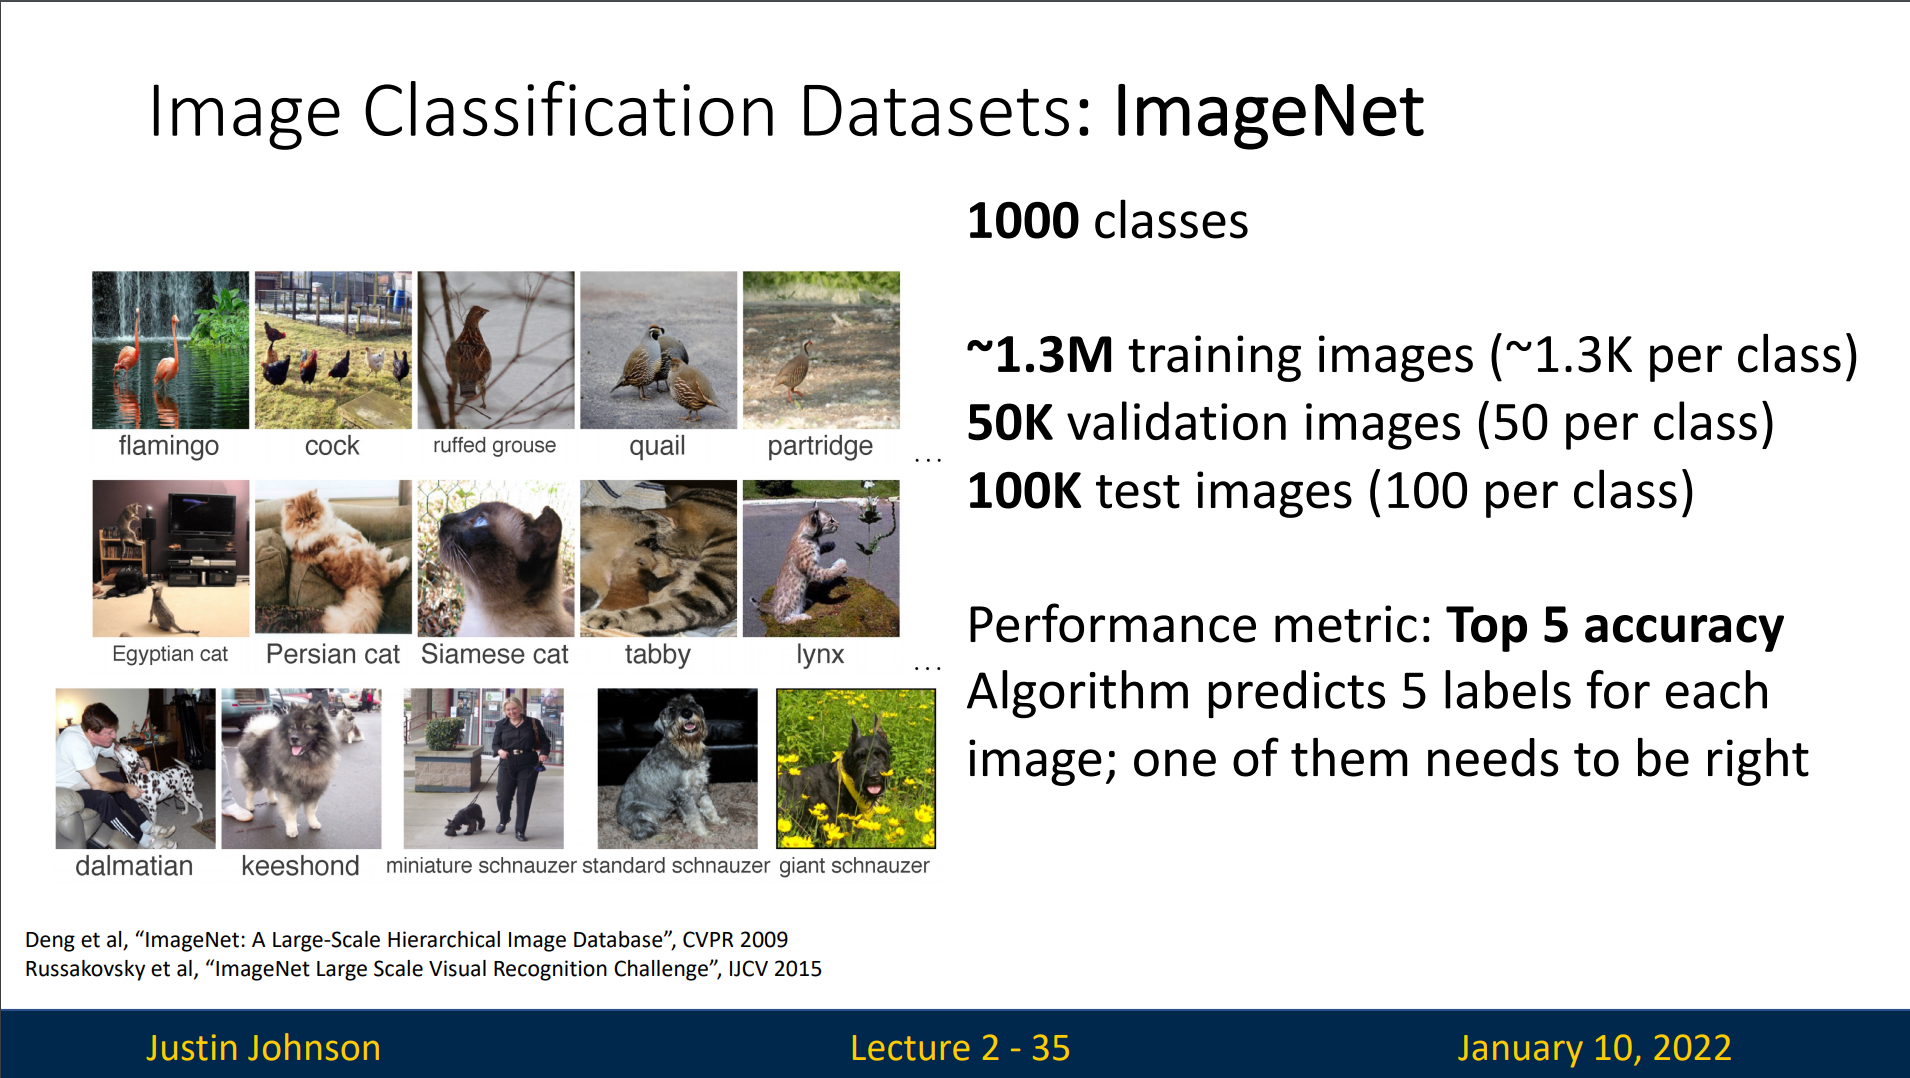 Image Classification Datasets: ImageNet
1000 classes
~1.3M training images (~1.3K per class)
50K validation images (50 per class)
100K test images (100 per class)
Performance metric: Top 5 accuracy
Algorithm predicts 5 labels for each
image; one of them needs to be right
flamingo cock ruffed grouse quail partridge ...
Egyptian cat Persian cat Siamese cat tabby lynx ...
dalmatian keeshond miniature schnauzer standard schnauzer giant schnauzer
Deng et al, “ImageNet: A Large-Scale Hierarchical Image Database”, CVPR 2009
Russakovsky et al, “ImageNet Large Scale Visual Recognition Challenge”, IJCV 2015
Justin Johnson Lecture 2 - 35 January 10, 2022